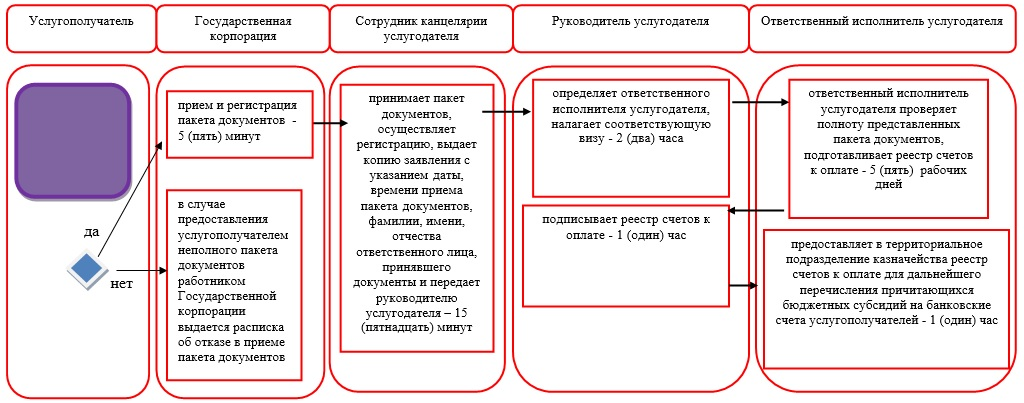 Услугополучатель
Государственная
корпорация
Сотрудник канцелярии
услугодателя
Руководитель услугодателя
Ответственный исполнитель услугодателя
да
нет
прием и регистрация
пакета документов -
5 (пять) минут
в случае
предоставления
услугополучателем
неполного пакета
документов
работником
Государственной
корпорации
выдается расписка
об отказе в приеме
пакета документов
принимает пакет
документов,
осуществляет
регистрацию, выдает
копию заявления с
указанием даты,
времени приема
пакета документов,
фамилии, имени,
отчества
ответственного лица,
принявшего
документы и передает
руководителю
услугодателя – 15
(пятнадцать) минут
определяет ответственного
исполнителя услугодателя,
налагает соответствующую
визу - 2 (два) часа
ответственный исполнитель
услугодателя проверяет
полноту представленных
пакета документов,
подготавливает реестр счетов
к оплате - 5 (пять) рабочих
дней
подписывает реестр счетов к
оплате - 1 (один) час
предоставляет в территориальное
подразделение казначейства реестр
счетов к оплате для дальнейшего
перечисления причитающихся
бюджетных субсидий на банковские
счета услугополучателей - 1 (один) час